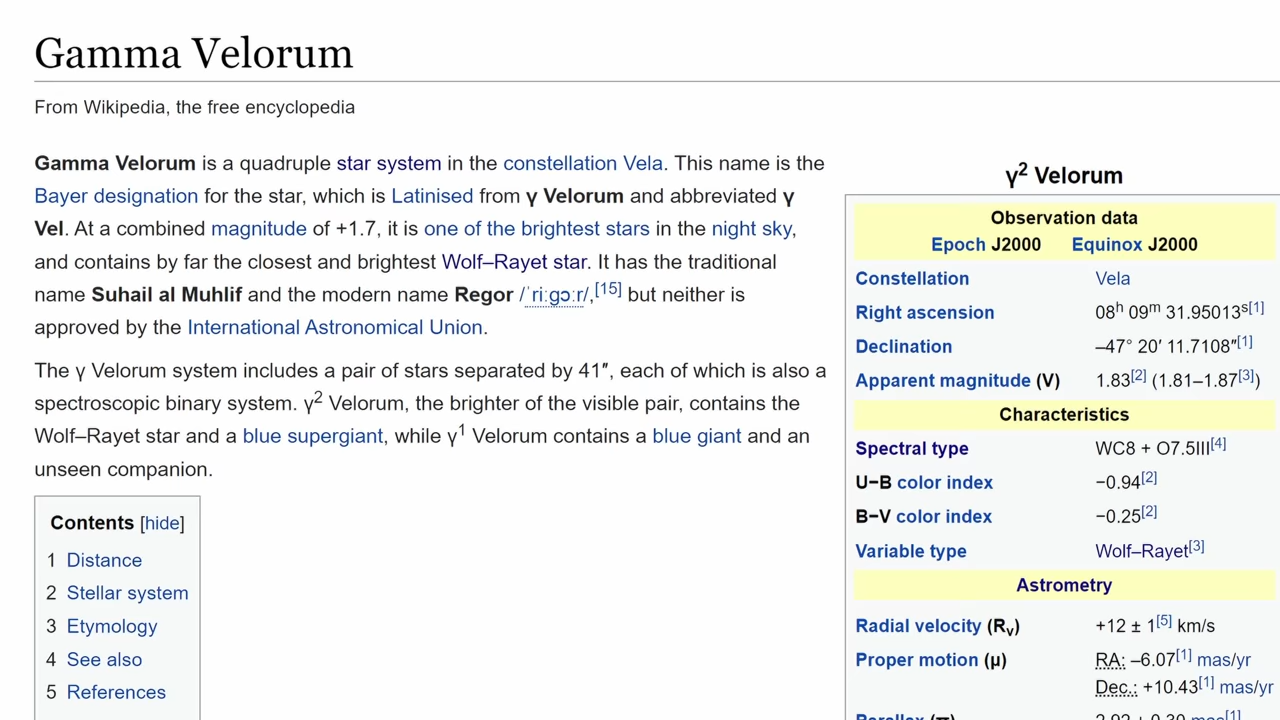 Gamma Velorum
From Wikipedia, the free encyclopedia
Gamma Velorum is a quadruple star system in the constellation Vela. This name is the
Bayer designation for the star, which is Latinised from γ Velorum and abbreviated γ
Vel. At a combined magnitude of +1.7, it is one of the brightest stars in the night sky,
and contains by far the closest and brightest Wolf–Rayet star. It has the traditional
name Suhail al Muhlif and the modern name Regor /ˈriːɡɔːr/,[15] but neither is
approved by the International Astronomical Union.
The γ Velorum system includes a pair of stars separated by 41″, each of which is also a
spectroscopic binary system. γ² Velorum, the brighter of the visible pair, contains the
Wolf–Rayet star and a blue supergiant, while γ¹ Velorum contains a blue giant and an
unseen companion.
Contents [hide]
1 Distance
2 Stellar system
3 Etymology
4 See also
5 References
γ² Velorum
Observation data
Epoch J2000 Equinox J2000
Constellation Vela
Right ascension 08h 09m 31.95013s[1]
Declination –47° 20′ 11.7108″[1]
Apparent magnitude (V) 1.83[2] (1.81–1.87[3])
Characteristics
Spectral type WC8 + O7.5III[4]
U−B color index −0.94[2]
B−V color index −0.25[2]
Variable type Wolf–Rayet[3]
Astrometry
Radial velocity (Rv) +12 ± 1[5] km/s
Proper motion (μ) RA: –6.07[1] mas/yr
Dec.: +10.43[1] mas/yr